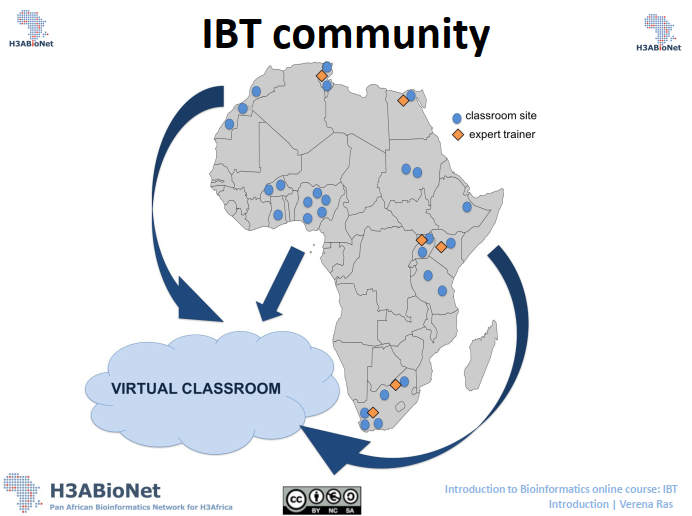 H3ABioNet
IBT community
H3ABioNet
classroom site
expert trainer
VIRTUAL CLASSROOM
H3ABioNet
Pan African Bioinformatics Network for H3Africa
cc
BY NC SA
Introduction to Bioinformatics online course: IBT
Introduction | Verena Ras